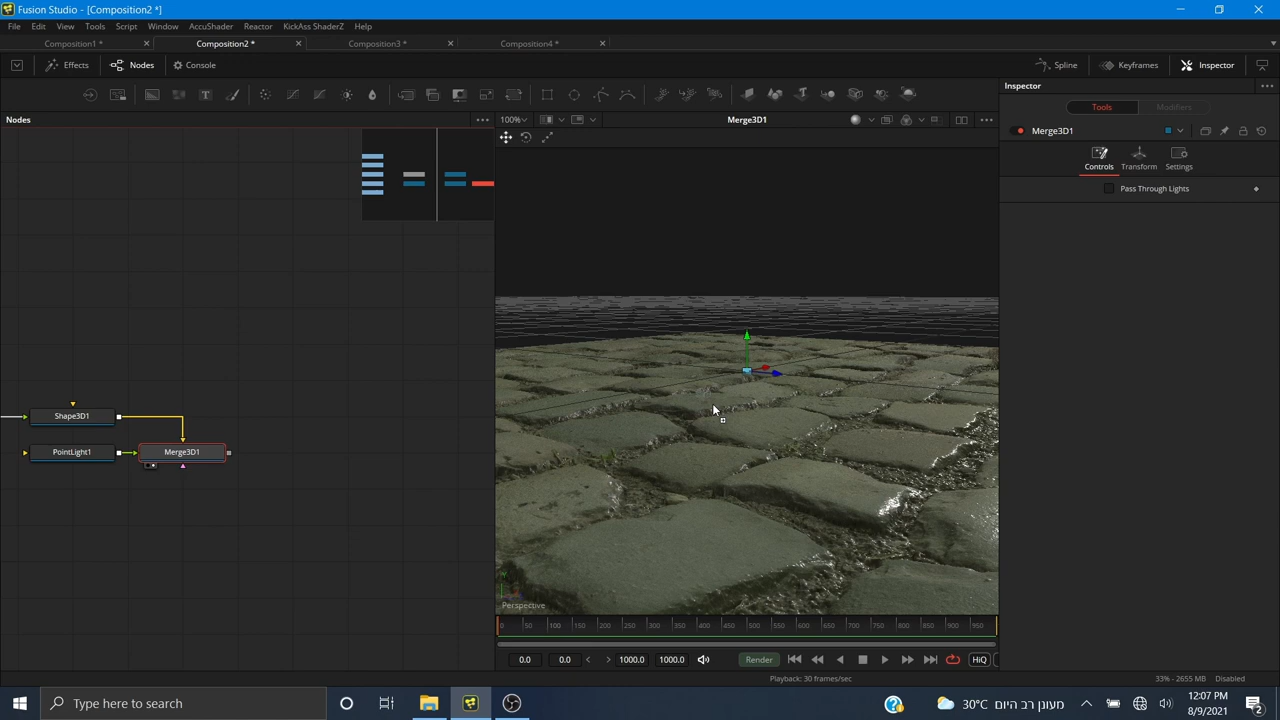 Fusion Studio - [Composition2 *]
File Edit View Tools Script Window AccuShader Reactor KickAss ShaderZ Help
Composition1 * Composition2 * Composition3 * Composition4 *
Effects Nodes Console Spline Keyframes Inspector
Inspector
Tools Modifiers
Nodes
100%
Merge3D1
Merge3D1
Controls Transform Settings
Pass Through Lights
Shape3D1
PointLight1
Merge3D1
Perspective
0 50 100 150 200 250 300 350 400 450 500 550 600 650 700 750 800 850 900 950
0.0 0.0 1000.0 1000.0 Render HiQ
Playback: 30 frames/sec
33% - 2655 MB Disabled
Type here to search
30°C מעונן רב היום
12:07 PM
8/9/2021
2